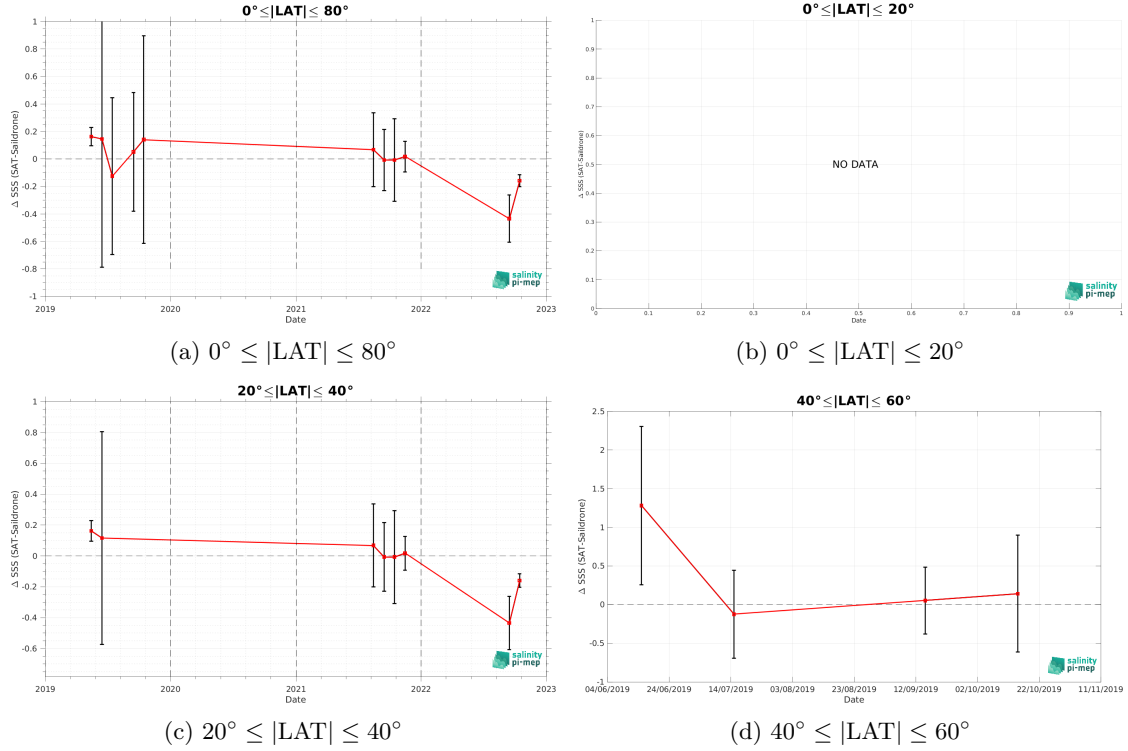 0°≤|LAT|≤ 80°
1
0.8
0.6
0.4
0.2
0
-0.2
-0.4
-0.6
-0.8
-1
Δ SSS (SAT-Saildrone)
2019
2020
2021
2022
2023
Date
salinity
pi-mep
(a) 0° ≤ |LAT| ≤ 80°
0°≤|LAT|≤ 20°
1
0.9
0.8
0.7
0.6
0.5
0.4
0.3
0.2
0.1
0
Δ SSS (SAT-Saildrone)
NO DATA
0
0.1
0.2
0.3
0.4
0.5
0.6
0.7
0.8
0.9
1
Date
salinity
pi-mep
(b) 0° ≤ |LAT| ≤ 20°
20°≤|LAT|≤ 40°
1
0.8
0.6
0.4
0.2
0
-0.2
-0.4
-0.6
Δ SSS (SAT-Saildrone)
2019
2020
2021
2022
2023
Date
salinity
pi-mep
(c) 20° ≤ |LAT| ≤ 40°
40°≤|LAT|≤ 60°
2.5
2
1.5
1
0.5
0
-0.5
-1
Δ SSS (SAT-Saildrone)
04/06/2019
24/06/2019
14/07/2019
03/08/2019
23/08/2019
12/09/2019
02/10/2019
22/10/2019
11/11/2019
Date
salinity
pi-mep
(d) 40° ≤ |LAT| ≤ 60°